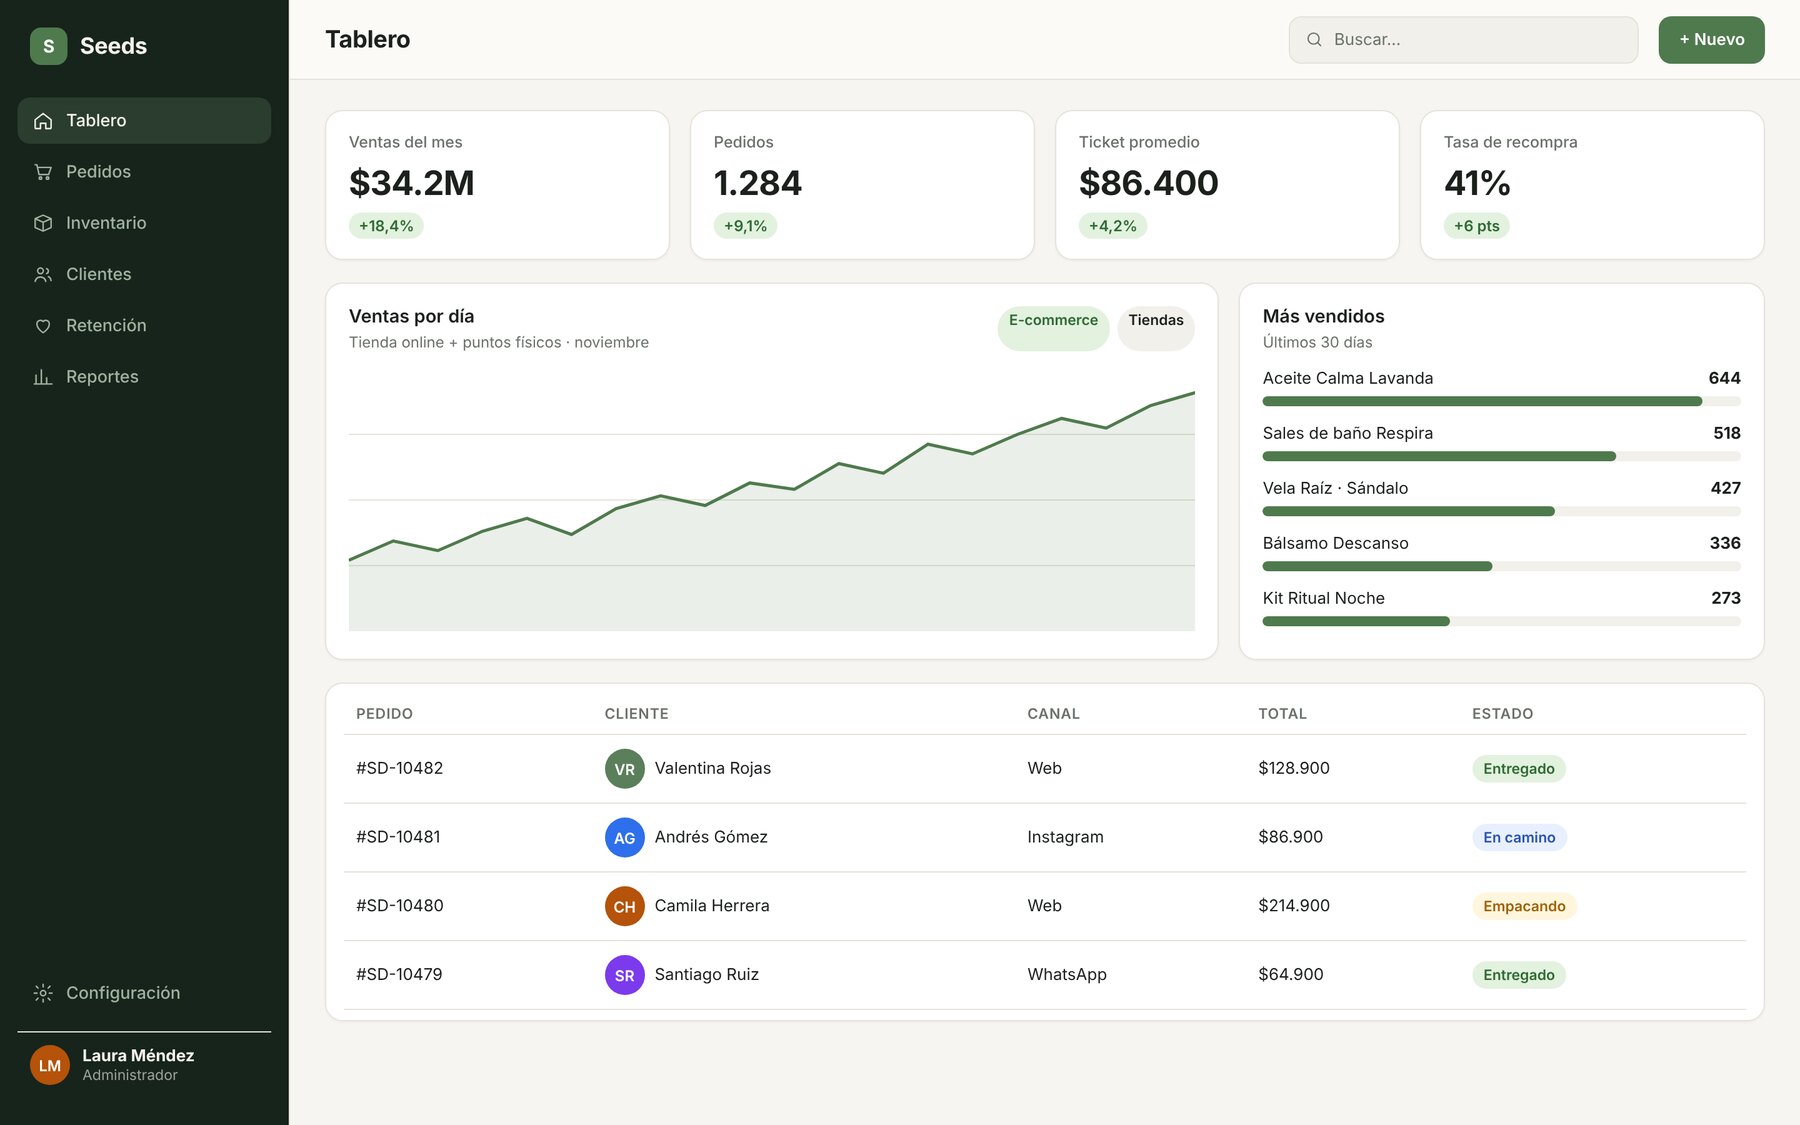 S Seeds
Tablero
Pedidos
Inventario
Clientes
Retención
Reportes
Configuración
LM
Laura Méndez
Administrador
Tablero
Buscar...
+ Nuevo
Ventas del mes
$34.2M
+18,4%
Pedidos
1.284
+9,1%
Ticket promedio
$86.400
+4,2%
Tasa de recompra
41%
+6 pts
Ventas por día
Tienda online + puntos físicos · noviembre
E-commerce
Tiendas
Más vendidos
Últimos 30 días
Aceite Calma Lavanda 644
Sales de baño Respira 518
Vela Raíz · Sándalo 427
Bálsamo Descanso 336
Kit Ritual Noche 273
PEDIDO CLIENTE CANAL TOTAL ESTADO
#SD-10482 VR Valentina Rojas Web $128.900 Entregado
#SD-10481 AG Andrés Gómez Instagram $86.900 En camino
#SD-10480 CH Camila Herrera Web $214.900 Empacando
#SD-10479 SR Santiago Ruiz WhatsApp $64.900 Entregado